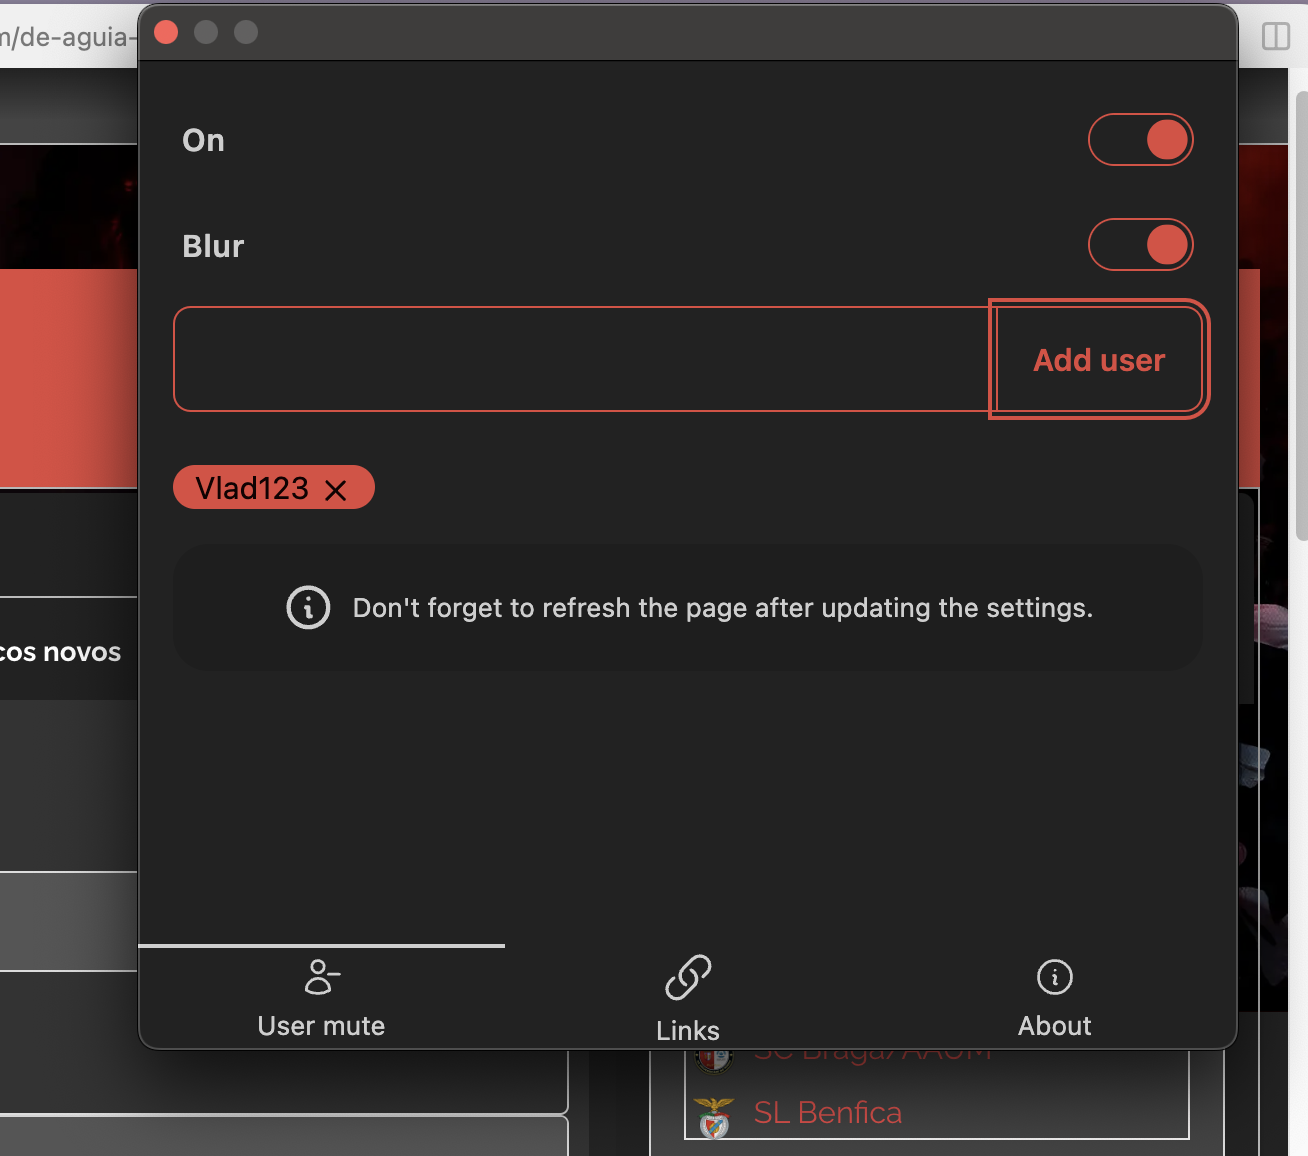 m/de-aguia-
On
Blur
Add user
Vlad123
Don't forget to refresh the page after updating the settings.
cos novos
User mute
Links
About
SC Braga/AAUM
SL Benfica